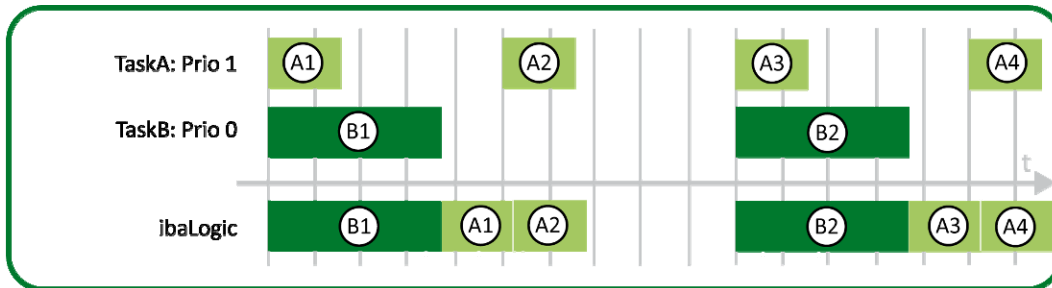 TaskA: Prio 1 A1 A2 A3 A4
TaskB: Prio 0 B1 B2
t
ibaLogic B1 A1 A2 B2 A3 A4